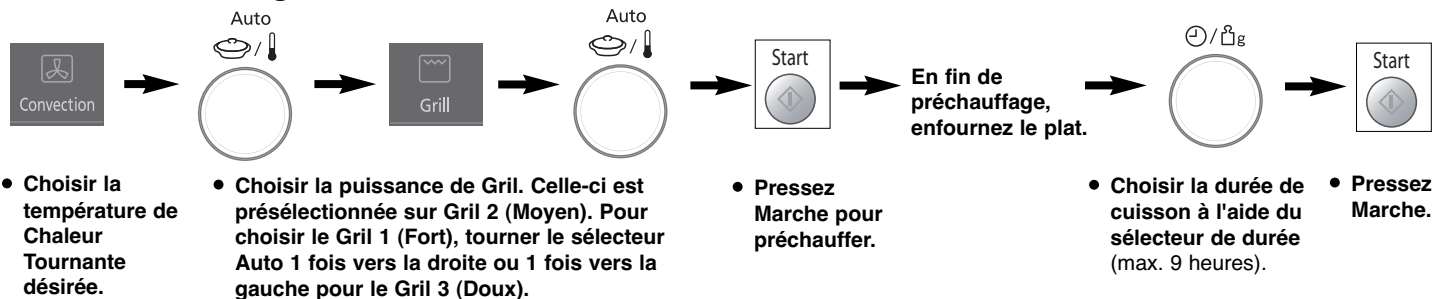 Auto
Auto
Convection
Grill
Start
En fin de
préchauffage,
enfournez le plat.
/ g
Start
• Choisir la
température de
Chaleur
Tournante
désirée.
• Choisir la puissance de Gril. Celle-ci est
présélectionnée sur Gril 2 (Moyen). Pour
choisir le Gril 1 (Fort), tourner le sélecteur
Auto 1 fois vers la droite ou 1 fois vers la
gauche pour le Gril 3 (Doux).
• Pressez
Marche pour
préchauffer.
• Choisir la durée de
cuisson à l'aide du
sélecteur de durée
(max. 9 heures).
• Pressez
Marche.